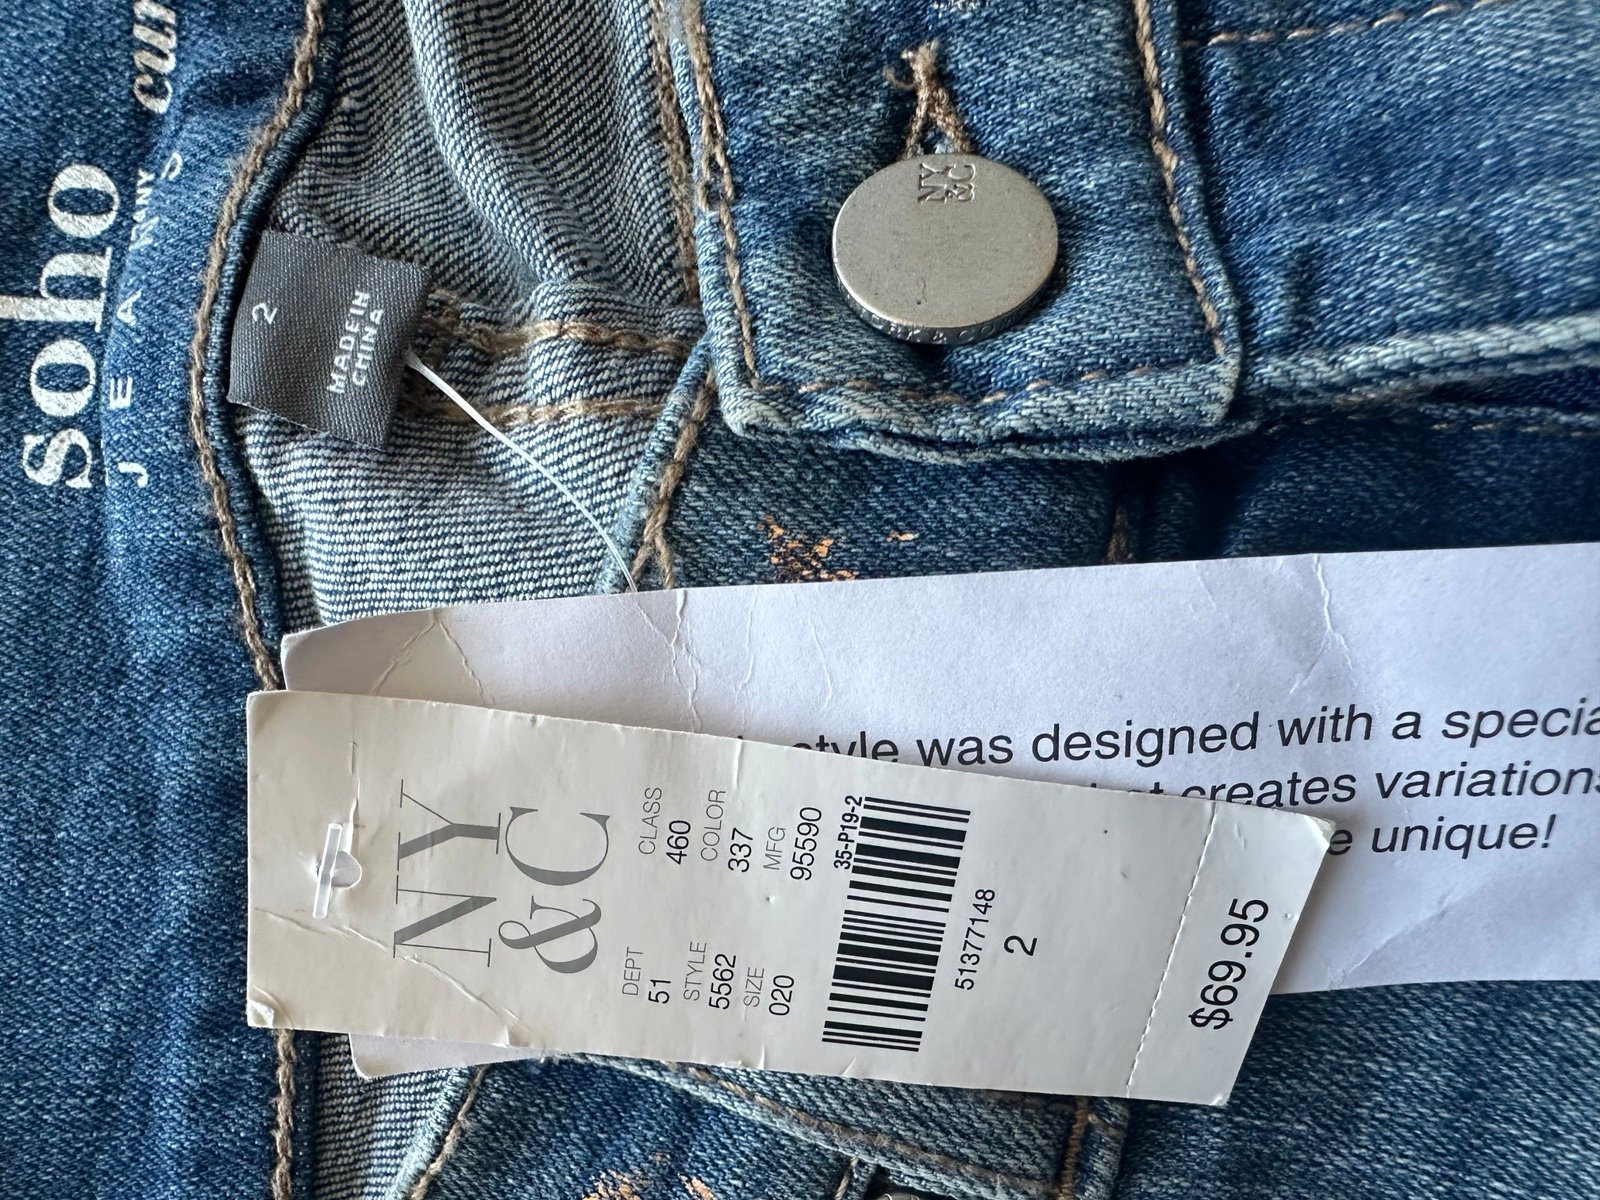 soho
JEANS
2
MADE IN
CHINA
NY
&C
style was designed with a specia
creates variations
unique!
NY
&C
DEPT CLASS
51 460
STYLE COLOR
5562 337
SIZE MFG
020 95590
35-P19-2
51377148
2
$69.95